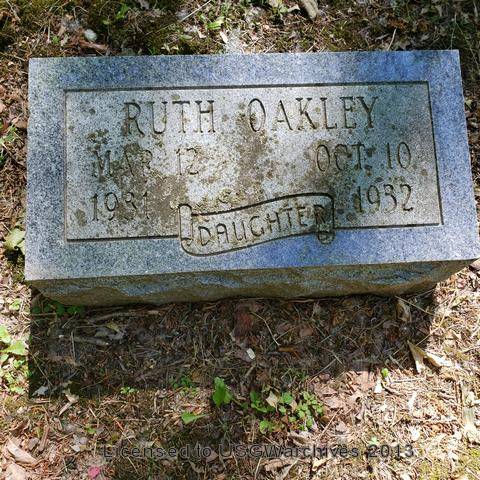 RUTH OAKLEY
MAR 12 OCT 10
1931 1932
DAUGHTER
Licensed to USGWarchives 2013